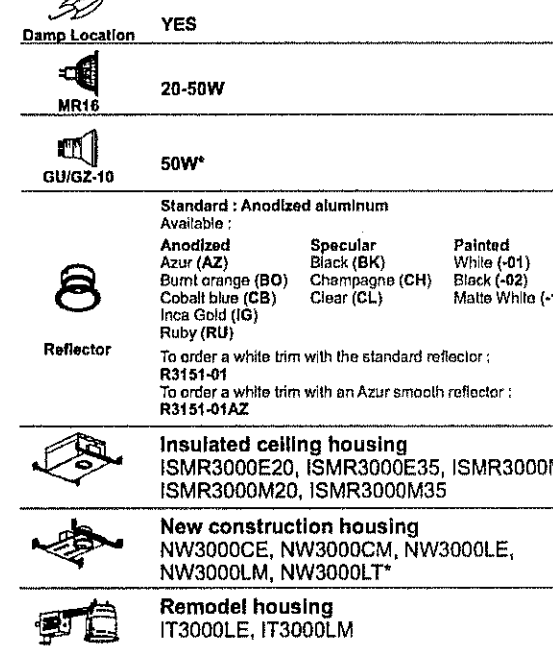 Damp Location YES
MR16 20-50W
GU/GZ-10 50W*
Standard : Anodized aluminum
Available :
Anodized Specular Painted
Azur (AZ) Black (BK) White (-01)
Burnt orange (BO) Champagne (CH) Black (-02)
Cobalt blue (CB) Clear (CL) Matte White (-
Inca Gold (IG)
Ruby (RU)
Reflector
To order a white trim with the standard reflector :
R3151-01
To order a white trim with an Azur smooth reflector :
R3151-01AZ
Insulated ceiling housing
ISMR3000E20, ISMR3000E35, ISMR3000
ISMR3000M20, ISMR3000M35
New construction housing
NW3000CE, NW3000CM, NW3000LE,
NW3000LM, NW3000LT*
Remodel housing
IT3000LE, IT3000LM